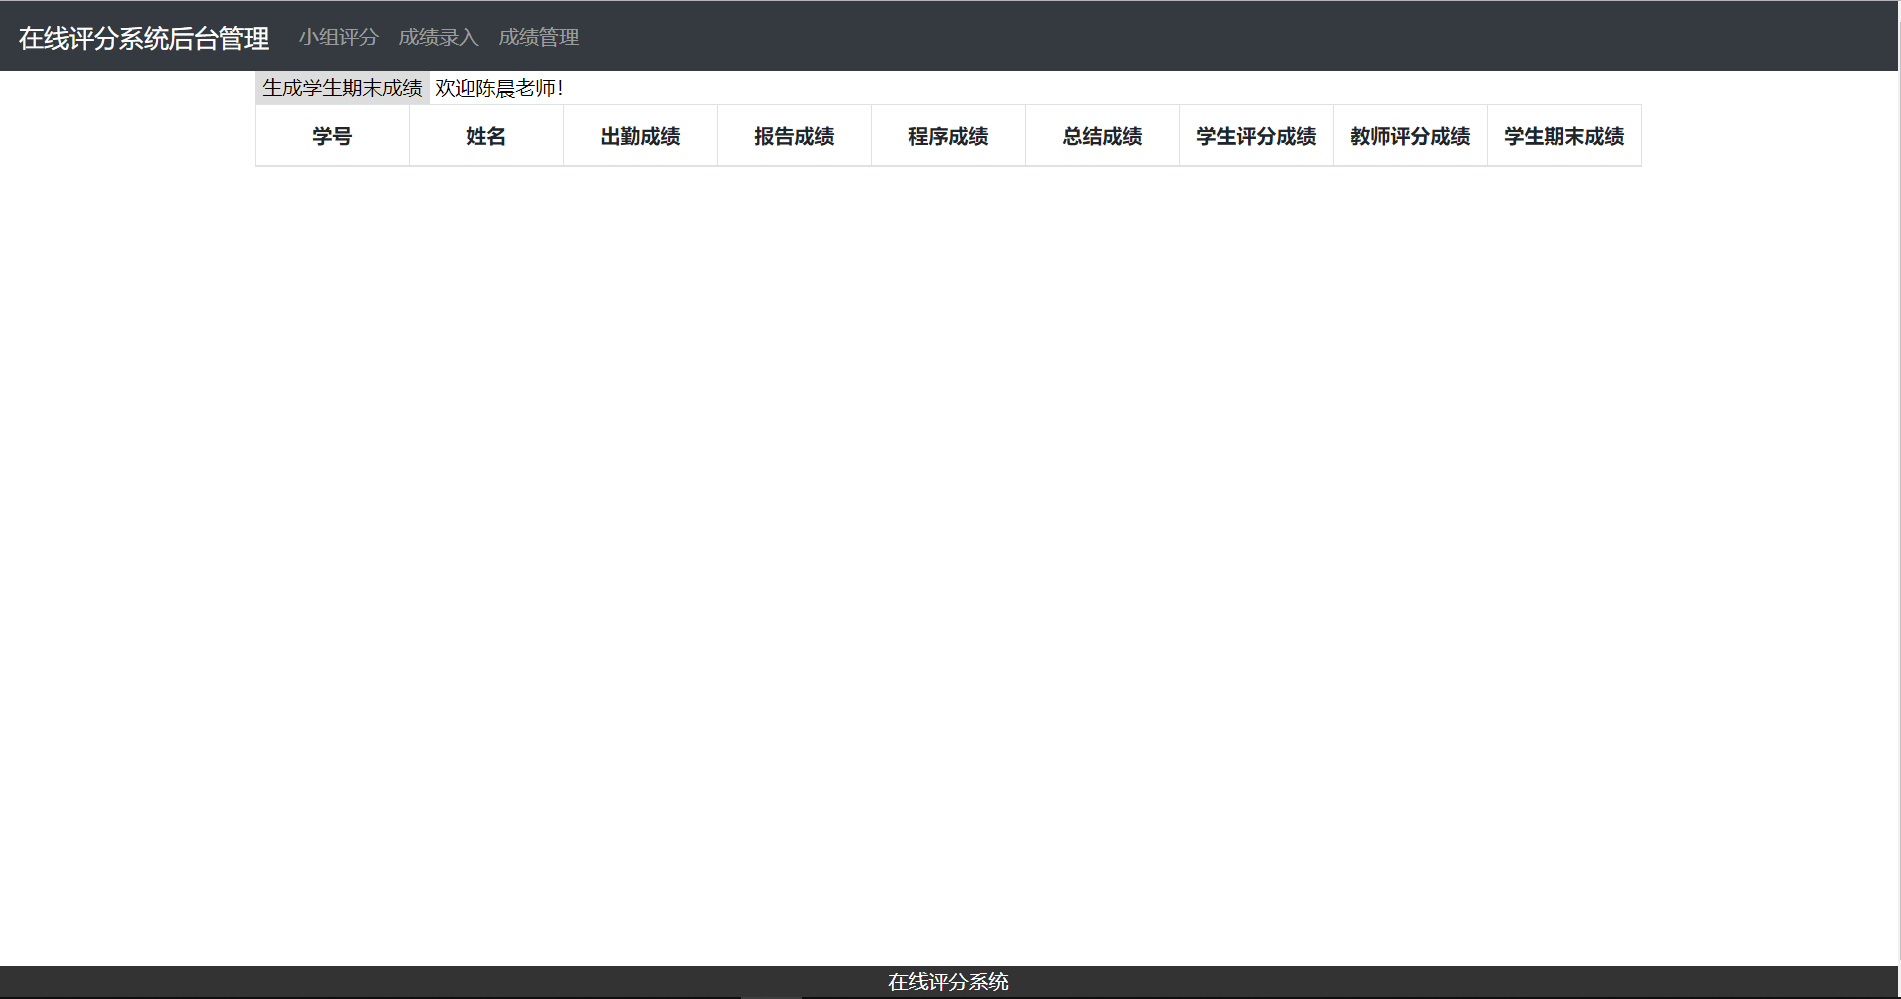 在线评分系统后台管理 小组评分 成绩录入 成绩管理
生成学生期末成绩 欢迎陈晨老师!
学号 姓名 出勤成绩 报告成绩 程序成绩 总结成绩 学生评分成绩 教师评分成绩 学生期末成绩
在线评分系统